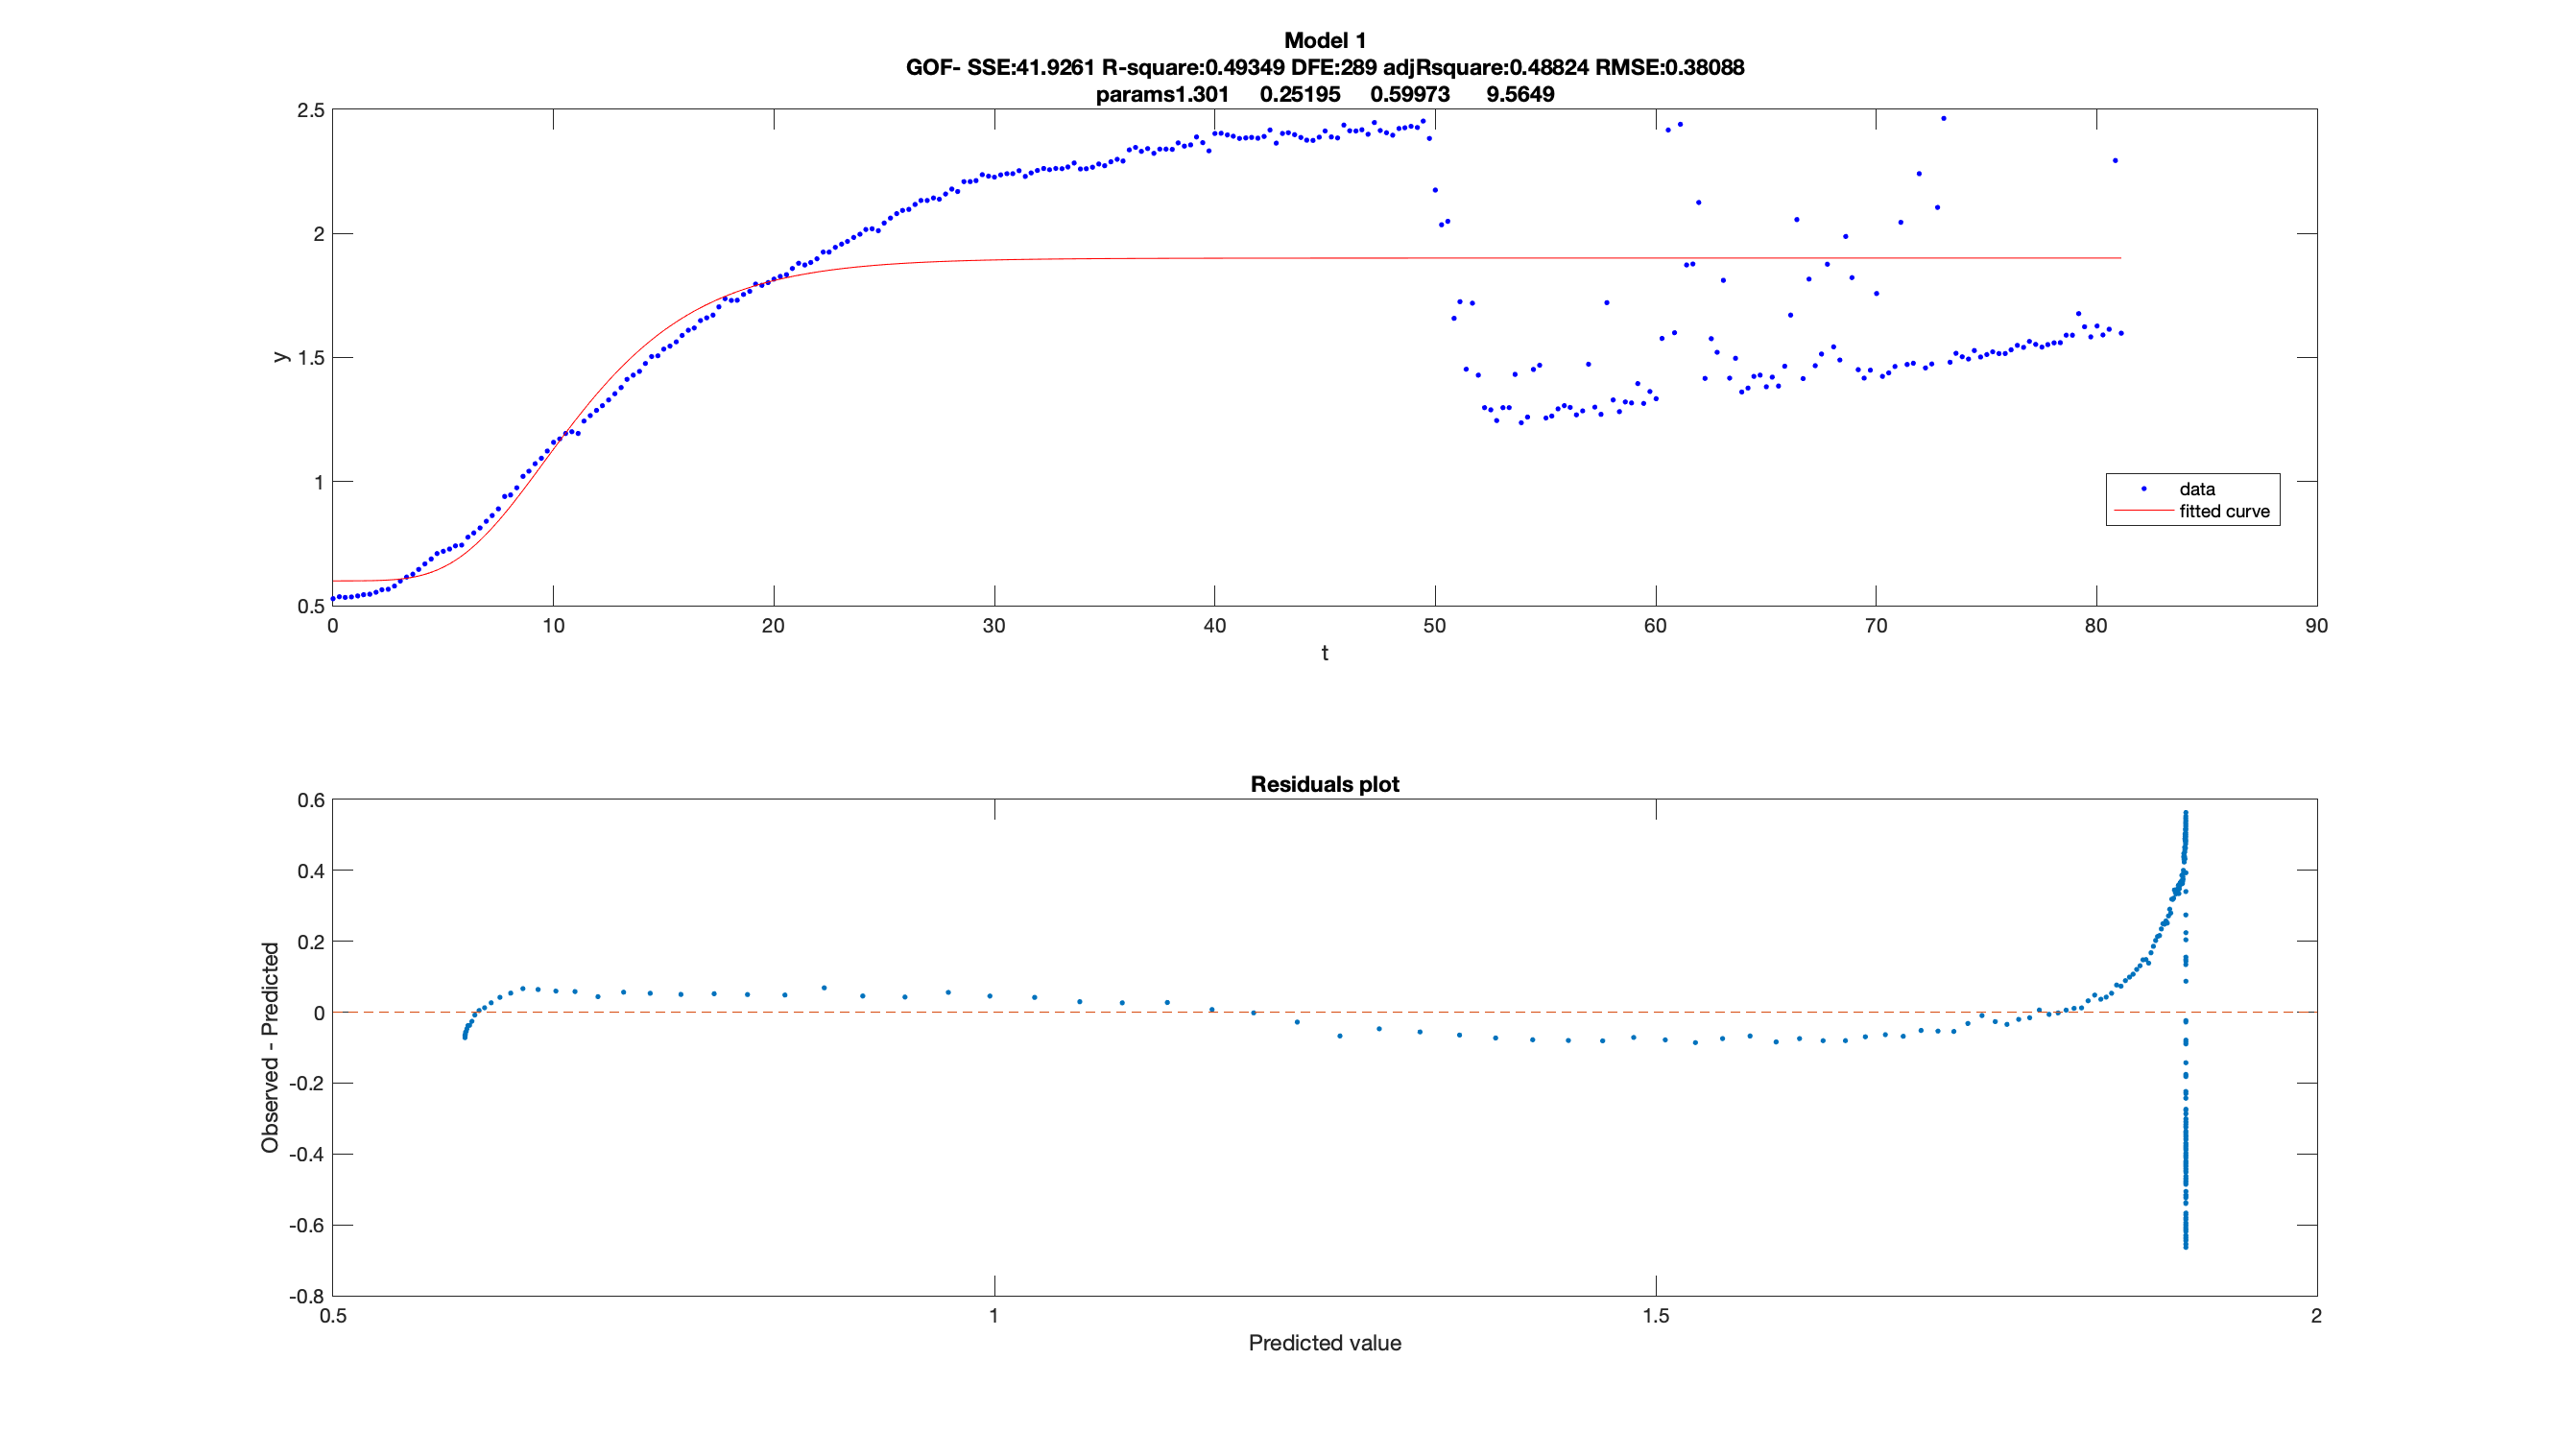 Model 1
GOF- SSE:41.9261 R-square:0.49349 DFE:289 adjRsquare:0.48824 RMSE:0.38088
params1.301 0.25195 0.59973 9.5649
2.5
2
1.5
1
0.5
y
0 10 20 30 40 50 60 70 80 90
t
data
fitted curve
Residuals plot
0.6
0.4
0.2
0
-0.2
-0.4
-0.6
-0.8
Observed - Predicted
0.5 1 1.5 2
Predicted value